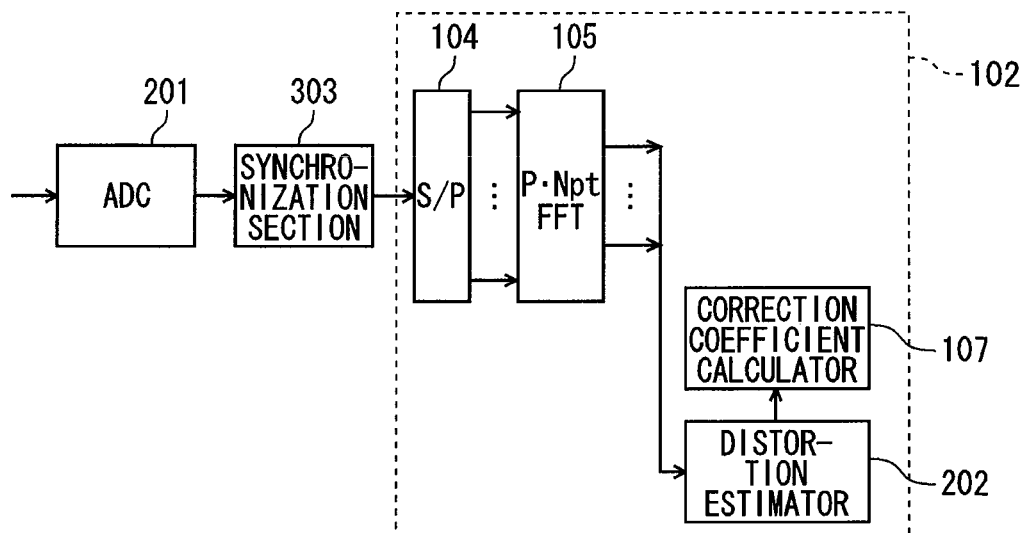 104
105
102
201
303
ADC
SYNCHRO-
NIZATION
SECTION
S/P
P·Npt
FFT
CORRECTION
COEFFICIENT
CALCULATOR
107
DISTOR-
TION
ESTIMATOR
202